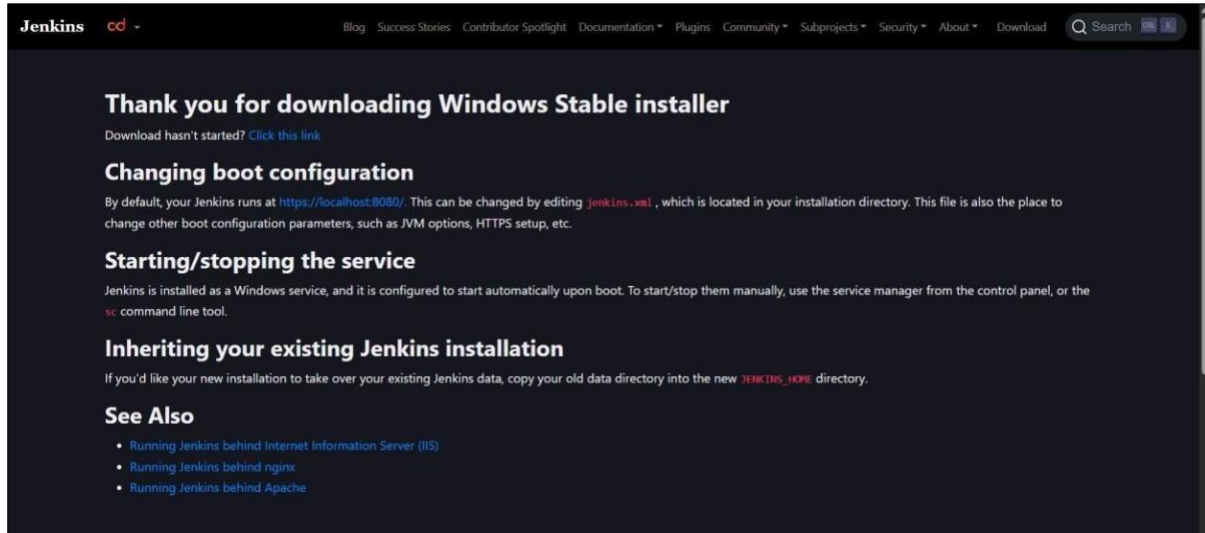 Jenkins cd Blog Success Stories Contributor Spotlight Documentation Plugins Community Subprojects Security About Download Search CTRL K
Thank you for downloading Windows Stable installer
Download hasn't started? Click this link
Changing boot configuration
By default, your Jenkins runs at https://localhost:8080/. This can be changed by editing jenkins.xml , which is located in your installation directory. This file is also the place to
change other boot configuration parameters, such as JVM options, HTTPS setup, etc.
Starting/stopping the service
Jenkins is installed as a Windows service, and it is configured to start automatically upon boot. To start/stop them manually, use the service manager from the control panel, or the
sc command line tool.
Inheriting your existing Jenkins installation
If you'd like your new installation to take over your existing Jenkins data, copy your old data directory into the new JENKINS_HOME directory.
See Also
• Running Jenkins behind Internet Information Server (IIS)
• Running Jenkins behind nginx
• Running Jenkins behind Apache